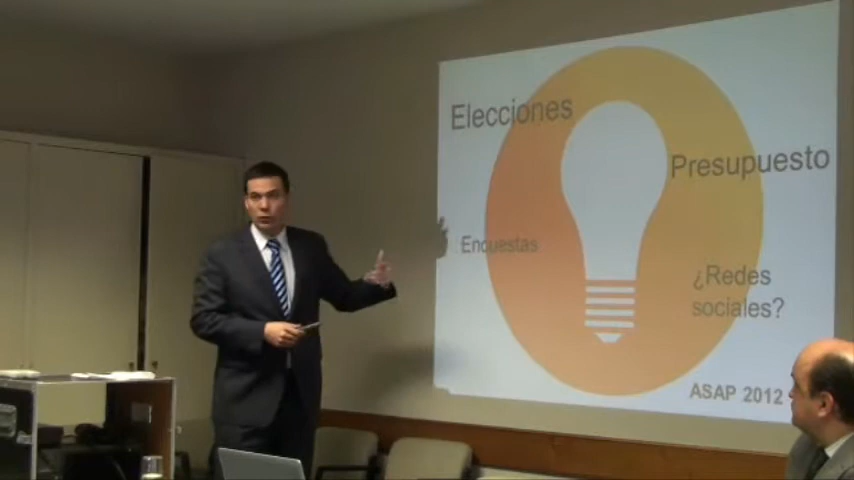 Elecciones
Presupuesto
Encuestas
¿Redes
sociales?
ASAP 2012